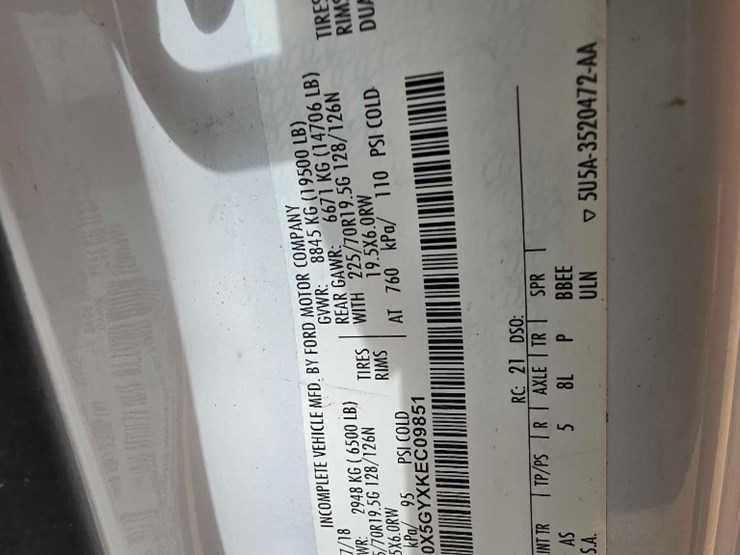 INCOMPLETE VEHICLE MFD. BY FORD MOTOR COMPANY
7/18 GVWR: 8845 KG (19500 LB)
WR: 2948 KG (6500 LB) REAR GAWR: 6671 KG (14706 LB)
5/70R19.5G 128/126N TIRES WITH 225/70R19.5G 128/126N TIRES
5X6.0RW RIMS 19.5X6.0RW RIMS
kPa/ 95 PSI COLD AT 760 kPa/ 110 PSI COLD DUA
0X5GYXKEC09851
RC: 21 DSO:
INT TR TP/PS R AXLE TR SPR
AS 5 8L P BBEE
S.A. ULN ▽ 5U5A-3520472-AA